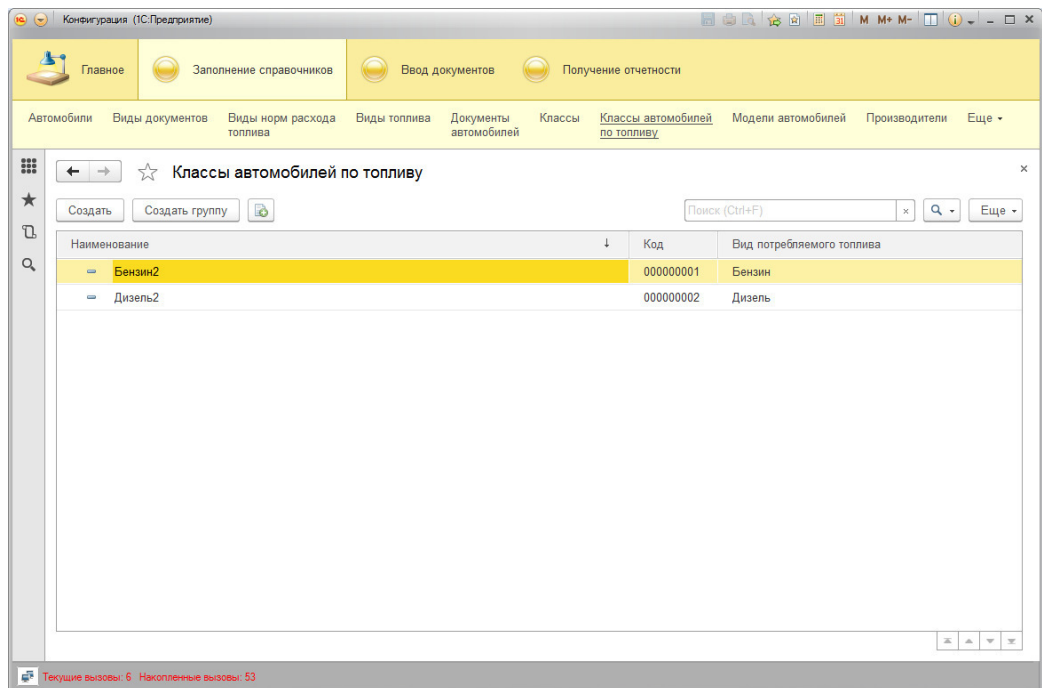 Конфигурация (1С:Предприятие)
M M+ M-
Главное
Заполнение справочников
Ввод документов
Получение отчетности
Автомобили
Виды документов
Виды норм расхода
топлива
Виды топлива
Документы
автомобилей
Классы
Классы автомобилей
по топливу
Модели автомобилей
Производители
Еще
Классы автомобилей по топливу
Создать
Создать группу
Поиск (Ctrl+F)
Еще
Наименование
Код
Вид потребляемого топлива
Бензин2
000000001
Бензин
Дизель2
000000002
Дизель
Текущие вызовы: 6 Накопленные вызовы: 53